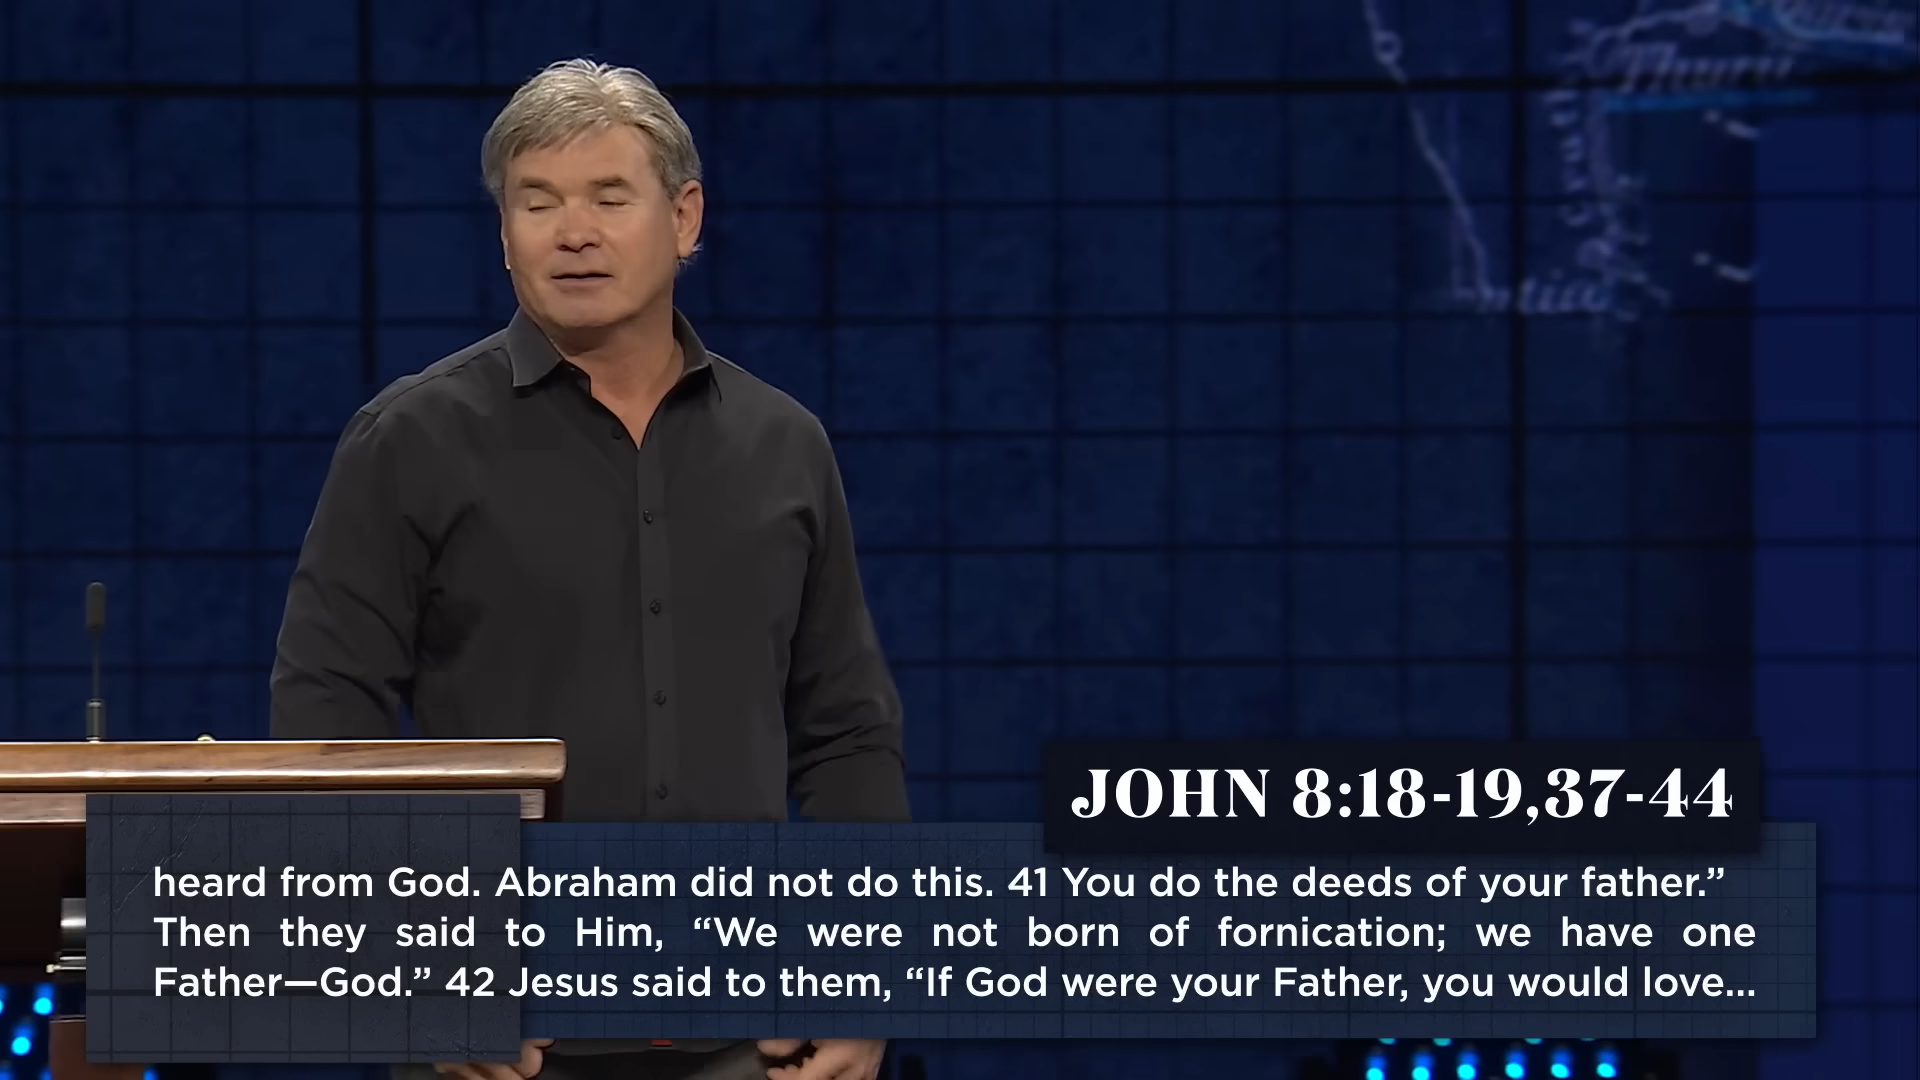 JOHN 8:18-19,37-44
heard from God. Abraham did not do this. 41 You do the deeds of your father.”
Then they said to Him, “We were not born of fornication; we have one
Father—God.” 42 Jesus said to them, “If God were your Father, you would love...